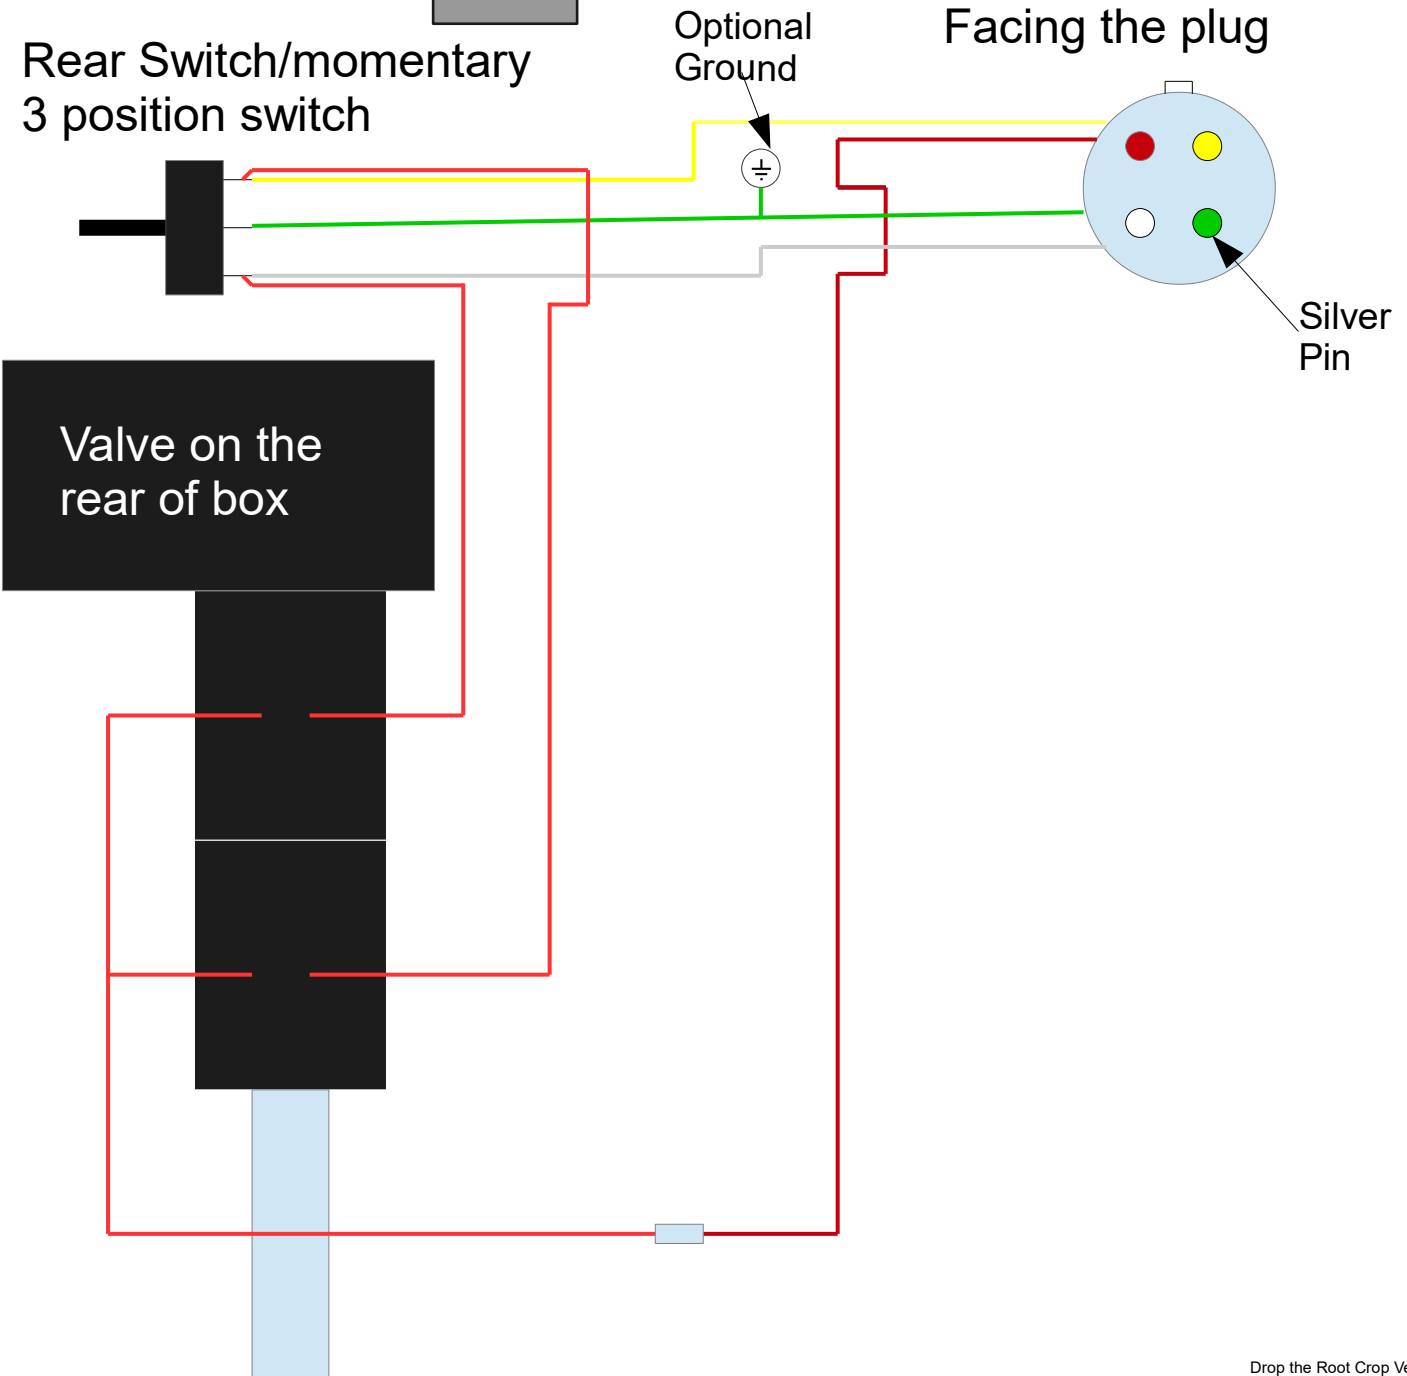 Optional
Ground
Facing the plug
Rear Switch/momentary
3 position switch
Silver
Pin
Valve on the
rear of box
Drop the Root Crop Ve